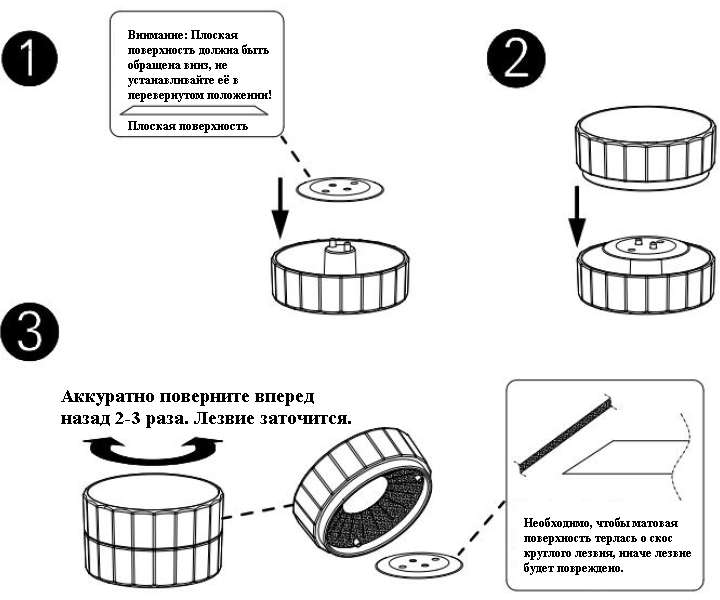 1
Внимание: Плоская
поверхность должна быть
обращена вниз, не
устанавливайте её в
перевернутом положении!
Плоская поверхность
2
3
Аккуратно поверните вперед
назад 2-3 раза. Лезвие заточится.
Необходимо, чтобы матовая
поверхность терлась о скос
круглого лезвия, иначе лезвие
будет повреждено.